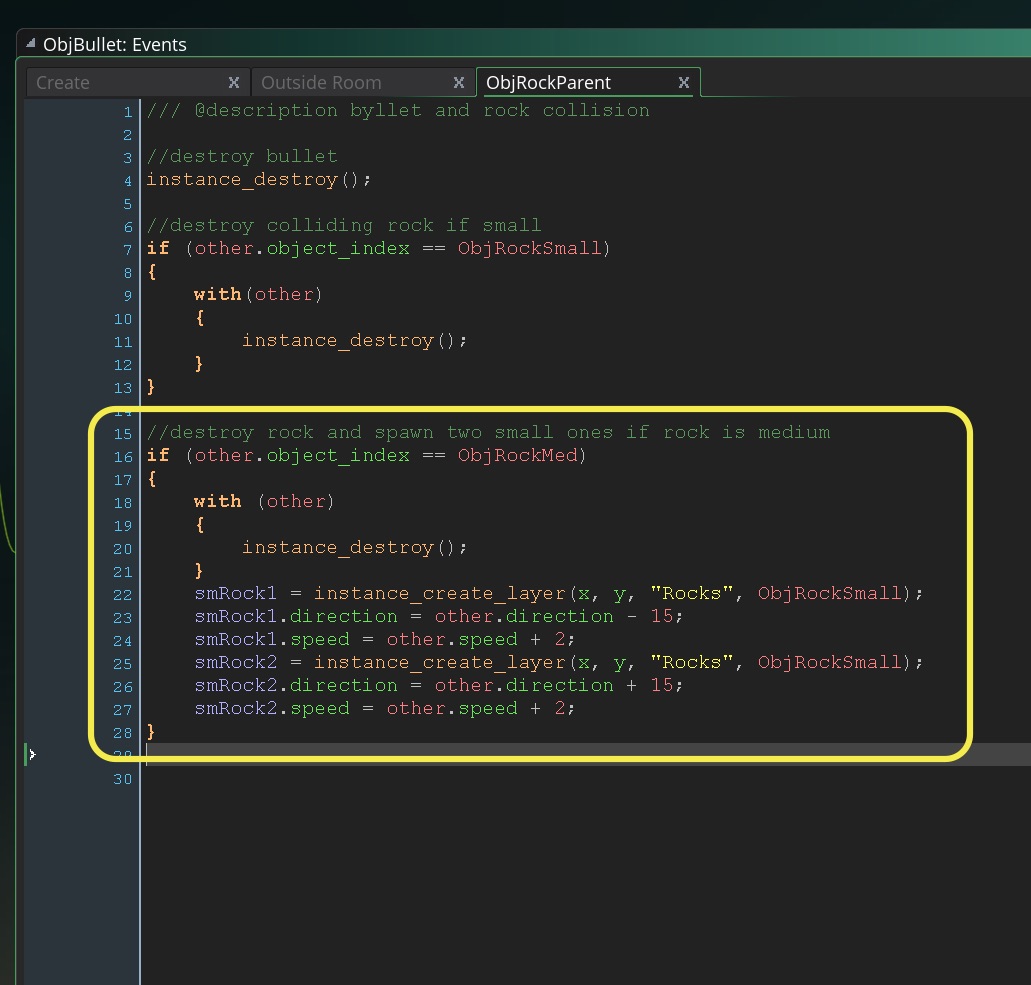 ObjBullet: Events
Create X Outside Room X ObjRockParent X
1 /// @description byllet and rock collision
2
3 //destroy bullet
4 instance_destroy();
5
6 //destroy colliding rock if small
7 if (other.object_index == ObjRockSmall)
8 {
9 with(other)
10 {
11 instance_destroy();
12 }
13 }
14
15 //destroy rock and spawn two small ones if rock is medium
16 if (other.object_index == ObjRockMed)
17 {
18 with (other)
19 {
20 instance_destroy();
21 }
22 smRock1 = instance_create_layer(x, y, "Rocks", ObjRockSmall);
23 smRock1.direction = other.direction - 15;
24 smRock1.speed = other.speed + 2;
25 smRock2 = instance_create_layer(x, y, "Rocks", ObjRockSmall);
26 smRock2.direction = other.direction + 15;
27 smRock2.speed = other.speed + 2;
28 }
29
30